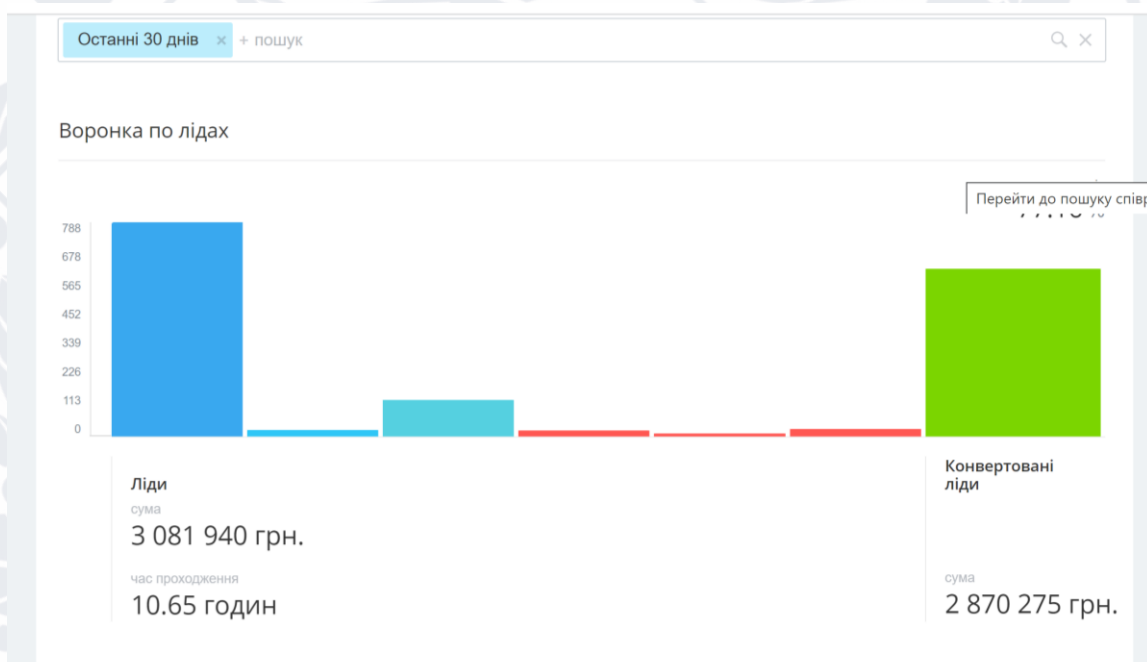 Останні 30 днів × + пошук
Воронка по лідах
Перейти до пошуку
788
678
565
452
339
226
113
0
Ліди
сума
3 081 940 грн.
час проходження
10.65 годин
Конвертовані
ліди
сума
2 870 275 грн.